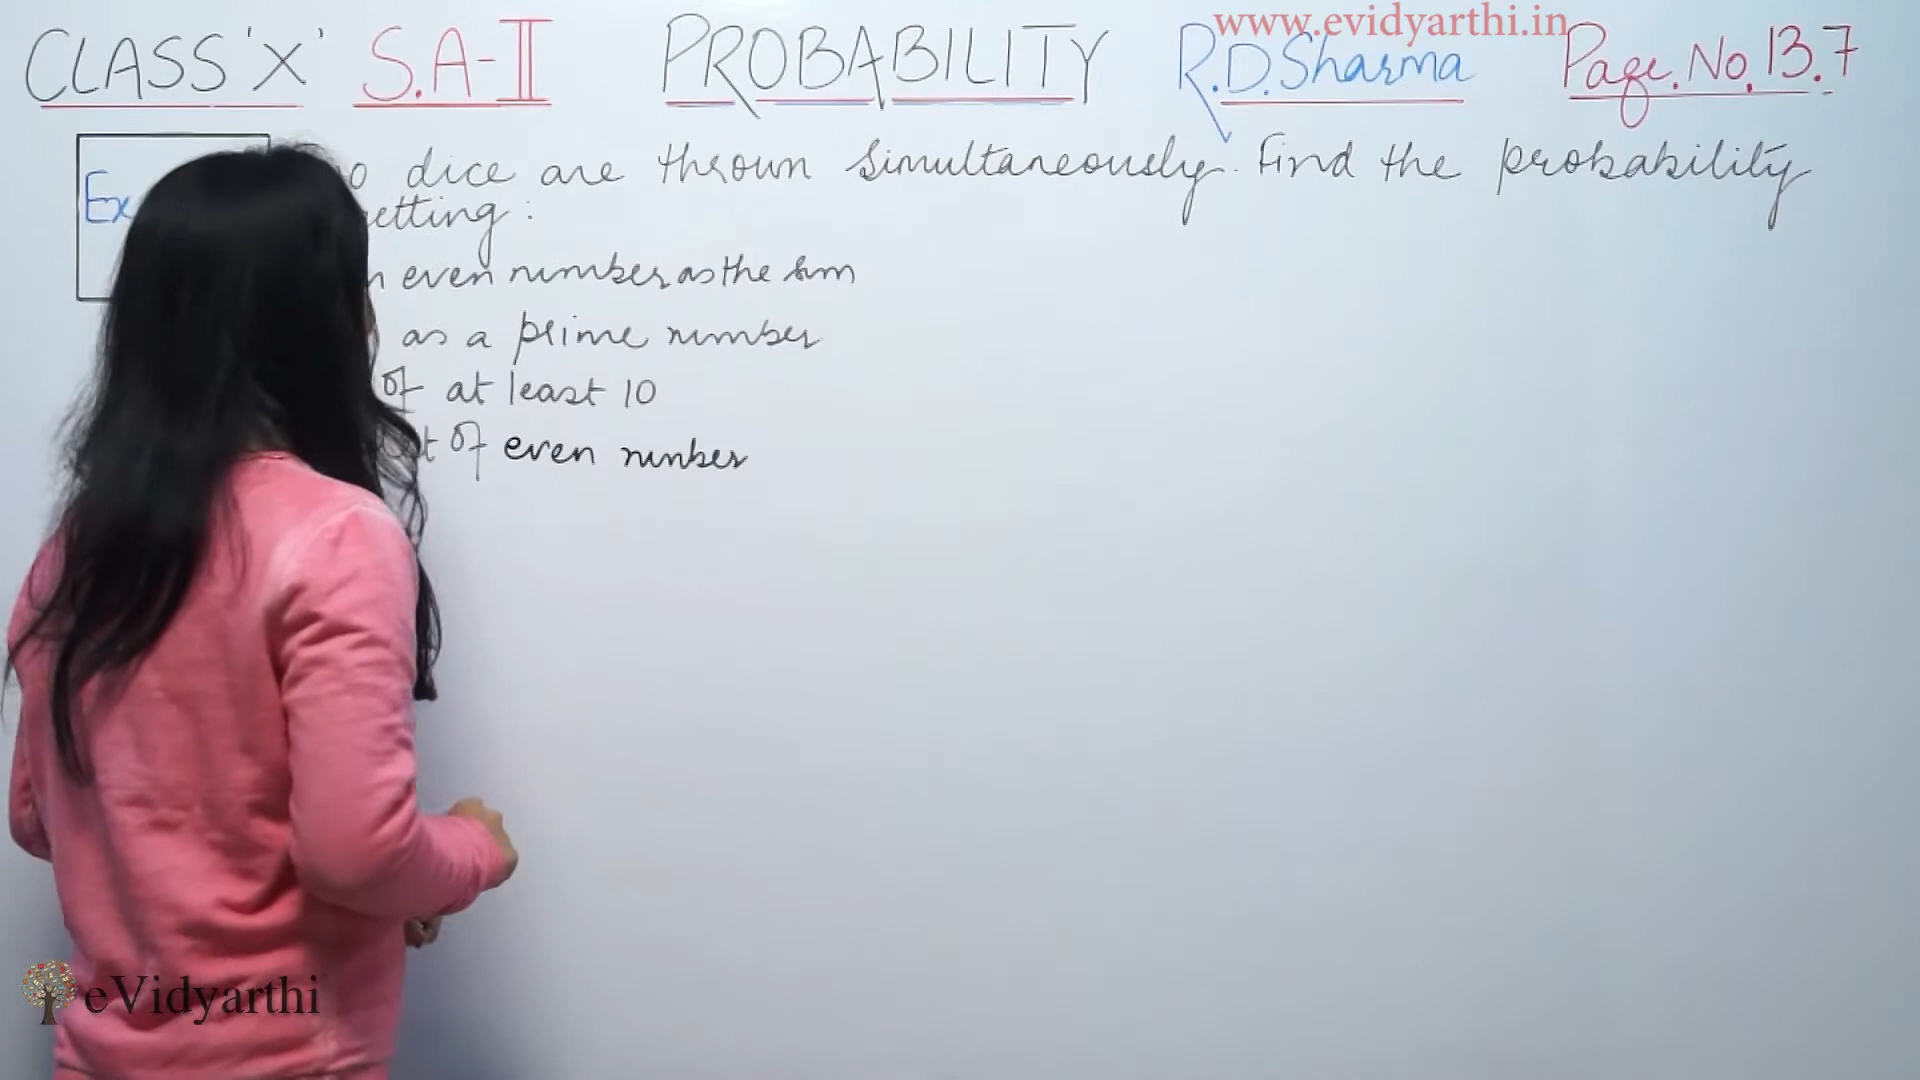 www.evidyarthi.in
CLASS 'X' S.A-II PROBABILITY R.D.Sharma Page.No.13.7
Ex
dice are thrown simultaneously. Find the probability
getting :
even number as the sum
as a prime number
of at least 10
of even number
eVidyarthi